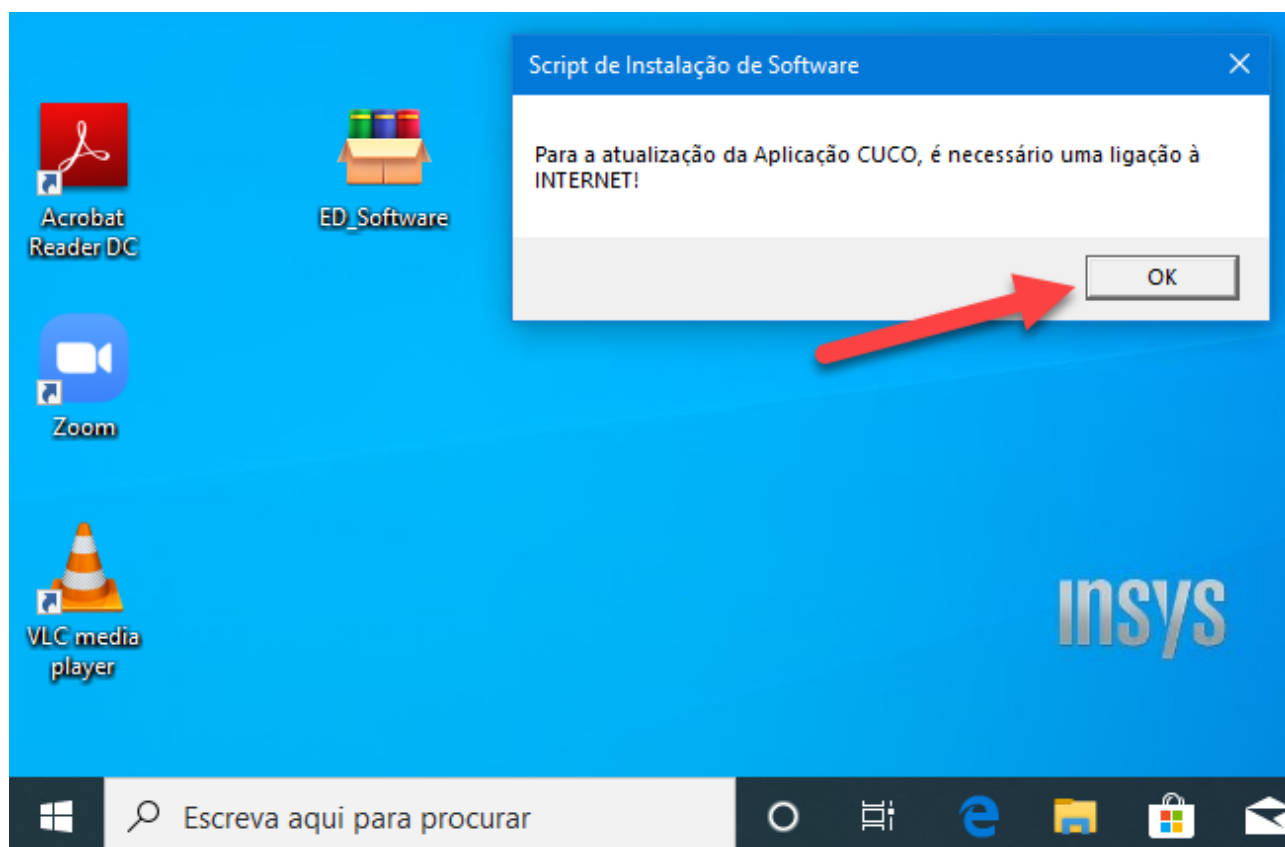 Script de Instalação de Software
Para a atualização da Aplicação CUCO, é necessário uma ligação à
INTERNET!
OK
Acrobat
Reader DC
ED_Software
Zoom
VLC media
player
insys
Escreva aqui para procurar